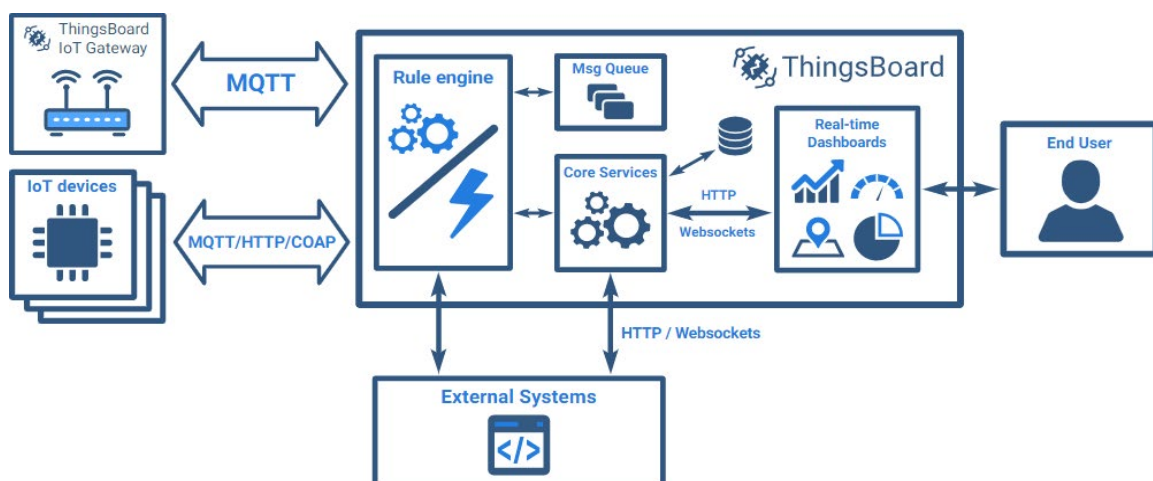 ThingsBoard
IoT Gateway
MQTT
Rule engine
Msg Queue
ThingsBoard
Real-time
Dashboards
End User
IoT devices
Core Services
HTTP
Websockets
MQTT/HTTP/COAP
HTTP / Websockets
External Systems
</>